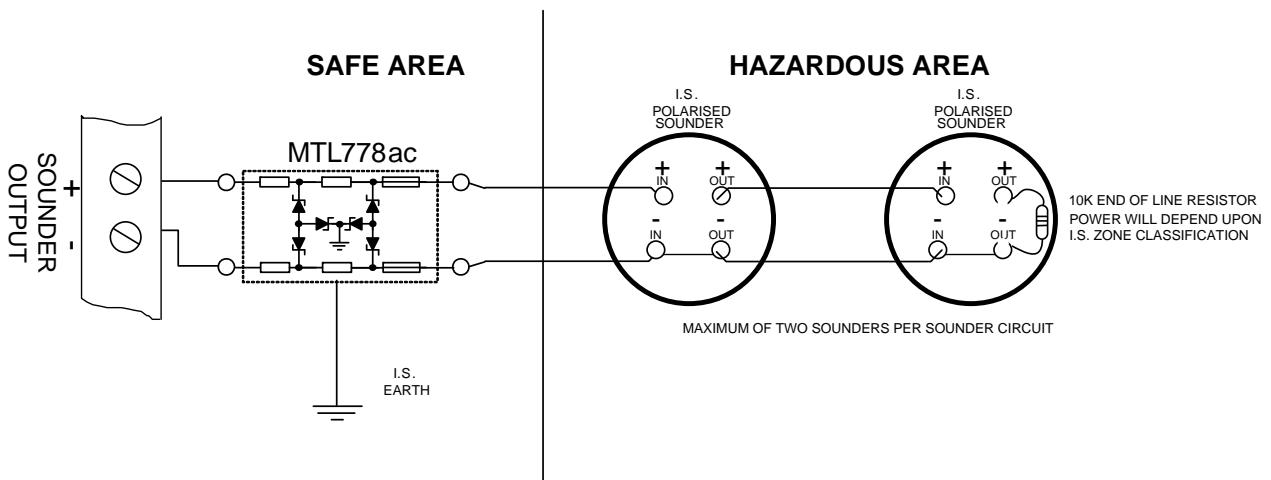 SAFE AREA
HAZARDOUS AREA
I.S.
POLARISED
SOUNDER
I.S.
POLARISED
SOUNDER
MTL778ac
SOUNDER
OUTPUT
+
-
+
IN
+
OUT
-
IN
-
OUT
+
IN
+
OUT
-
IN
-
OUT
10K END OF LINE RESISTOR
POWER WILL DEPEND UPON
I.S. ZONE CLASSIFICATION
MAXIMUM OF TWO SOUNDERS PER SOUNDER CIRCUIT
I.S.
EARTH